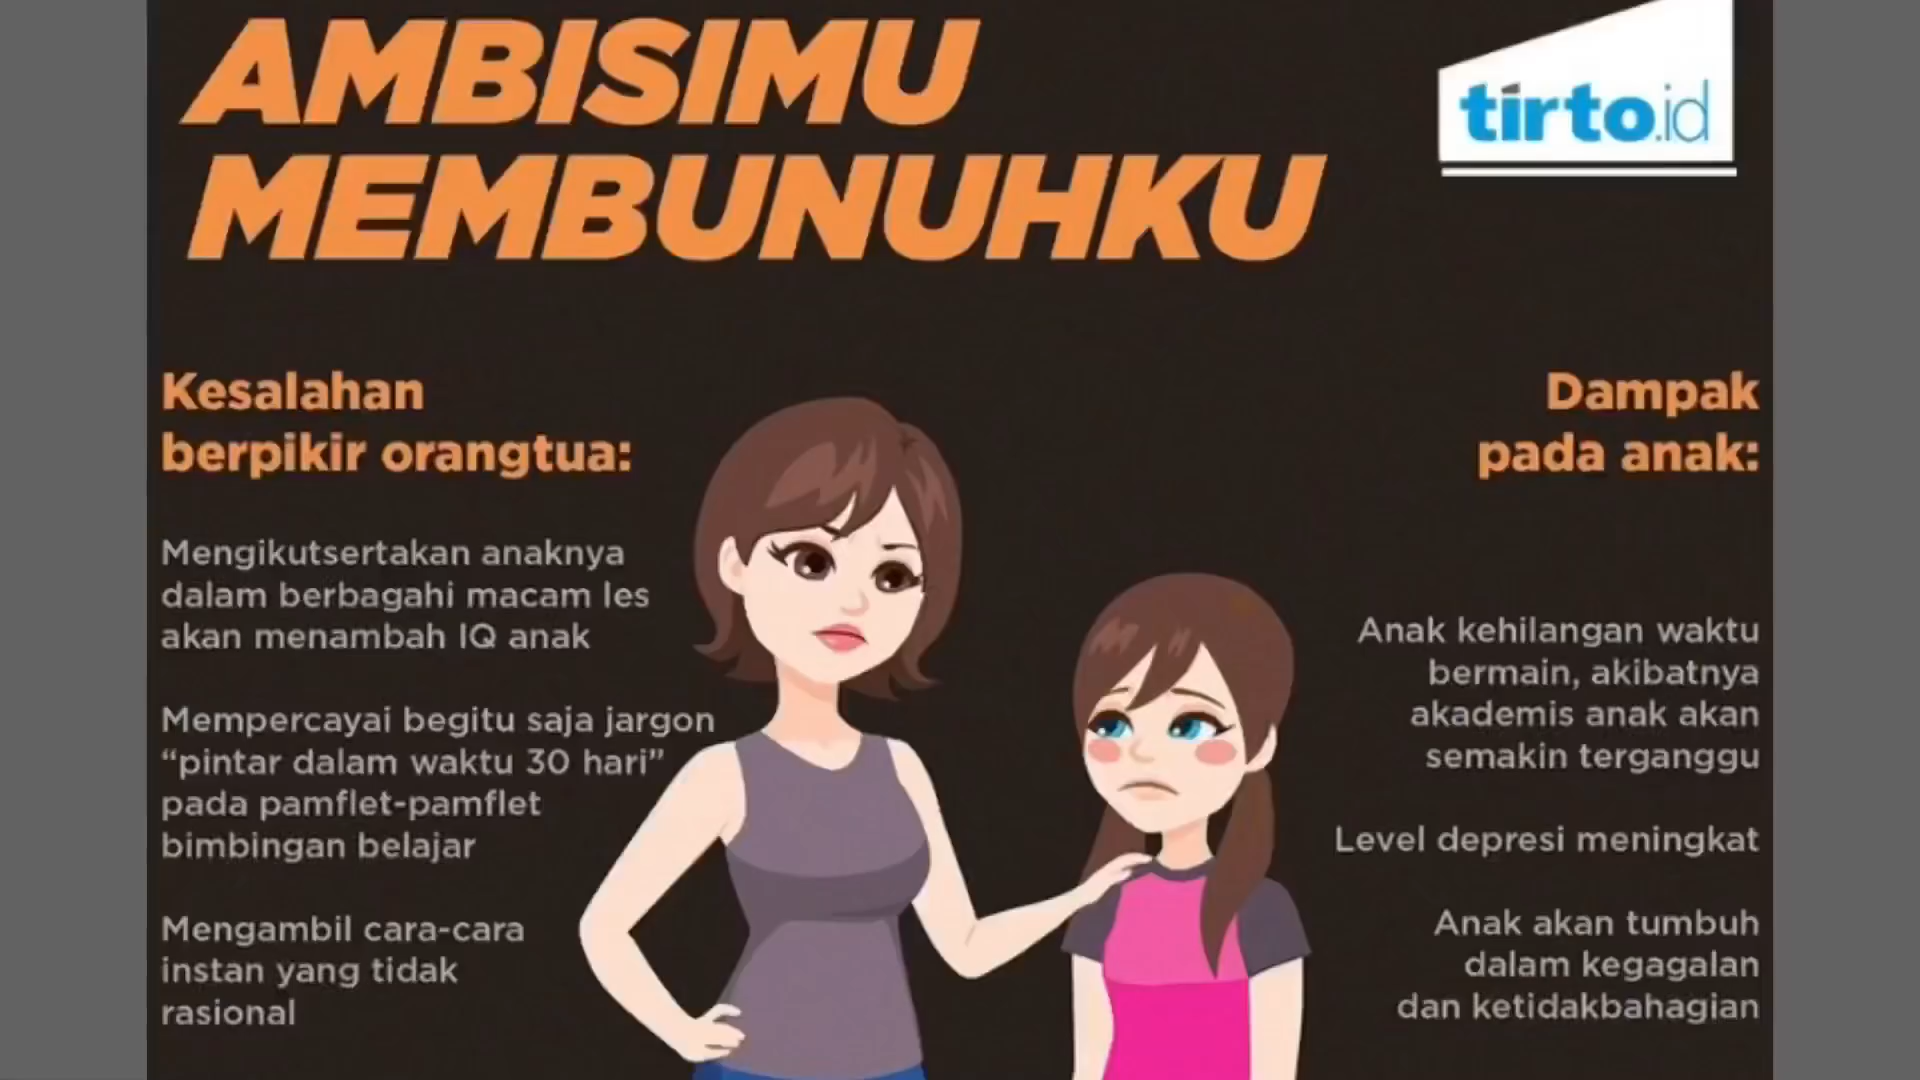 AMBISIMU
MEMBUNUHKU
tirto.id
Kesalahan
berpikir orangtua:
Mengikutsertakan anaknya
dalam berbagahi macam les
akan menambah IQ anak
Mempercayai begitu saja jargon
“pintar dalam waktu 30 hari”
pada pamflet-pamflet
bimbingan belajar
Mengambil cara-cara
instan yang tidak
rasional
Dampak
pada anak:
Anak kehilangan waktu
bermain, akibatnya
akademis anak akan
semakin terganggu
Level depresi meningkat
Anak akan tumbuh
dalam kegagalan
dan ketidakbahagian